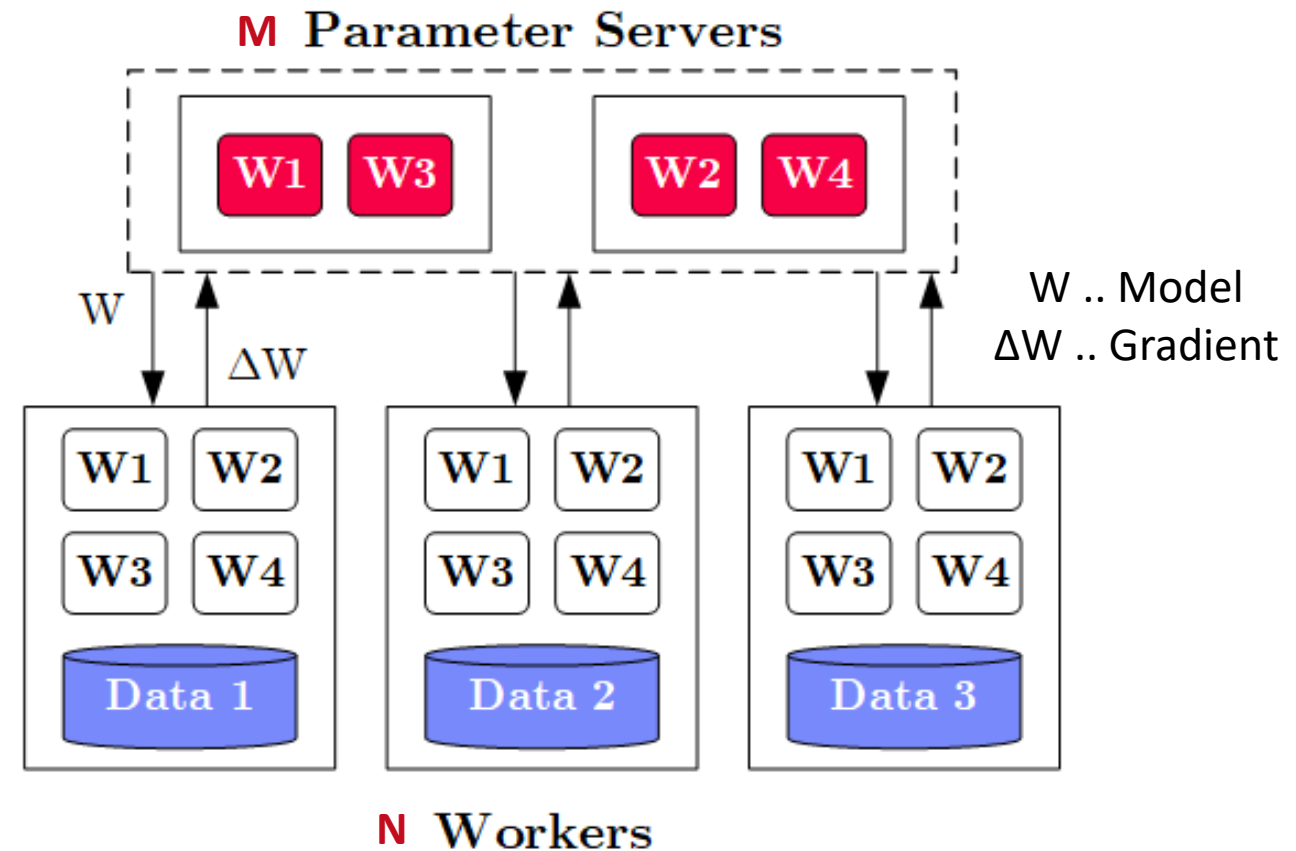 M Parameter Servers
W1 W3 W2 W4
W
ΔW
W .. Model
ΔW .. Gradient
W1 W2 W1 W2 W1 W2
W3 W4 W3 W4 W3 W4
Data 1 Data 2 Data 3
N Workers